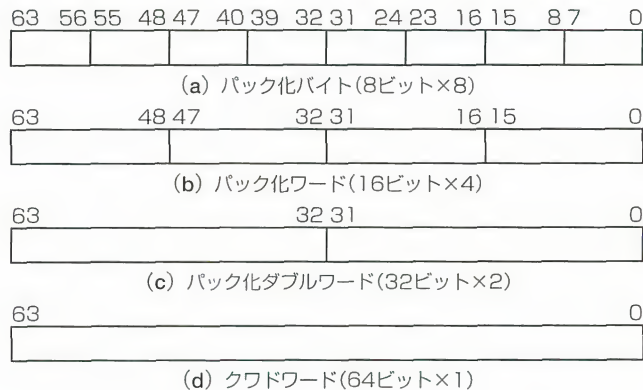 63 56 55 48 47 40 39 32 31 24 23 16 15 8 7 0
(a) パック化バイト(8ビット×8)
63 48 47 32 31 16 15 0
(b) パック化ワード(16ビット×4)
63 32 31 0
(c) パック化ダブルワード(32ビット×2)
63 0
(d) クワドワード(64ビット×1)